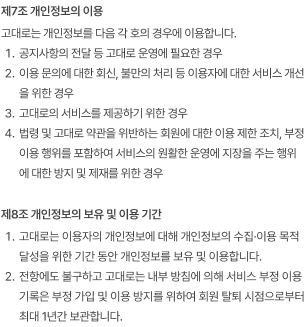 제7조 개인정보의 이용
고대로는 개인정보를 다음 각 호의 경우에 이용합니다.
1. 공지사항의 전달 등 고대로 운영에 필요한 경우
2. 이용 문의에 대한 회신, 불만의 처리 등 이용자에 대한 서비스 개선
을 위한 경우
3. 고대로의 서비스를 제공하기 위한 경우
4. 법령 및 고대로 약관을 위반하는 회원에 대한 이용 제한 조치, 부정
이용 행위를 포함하여 서비스의 원활한 운영에 지장을 주는 행위
에 대한 방지 및 제재를 위한 경우
제8조 개인정보의 보유 및 이용 기간
1. 고대로는 이용자의 개인정보에 대해 개인정보의 수집·이용 목적
달성을 위한 기간 동안 개인정보를 보유 및 이용합니다.
2. 전항에도 불구하고 고대로는 내부 방침에 의해 서비스 부정 이용
기록은 부정 가입 및 이용 방지를 위하여 회원 탈퇴 시점으로부터
최대 1년간 보관합니다.